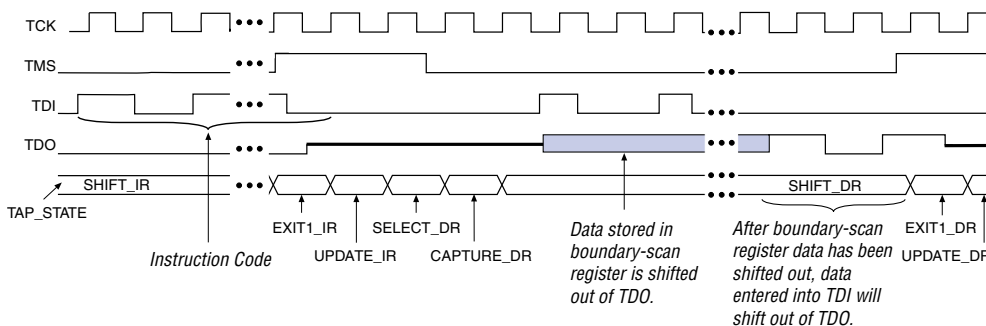 TCK
TMS
TDI
TDO
SHIFT_IR
SHIFT_DR
TAP_STATE
EXIT1_IR
SELECT_DR
EXIT1_DR
Instruction Code
UPDATE_IR
CAPTURE_DR
UPDATE_DR
Data stored in
boundary-scan
register is shifted
out of TDO.
After boundary-scan
register data has been
shifted out, data
entered into TDI will
shift out of TDO.